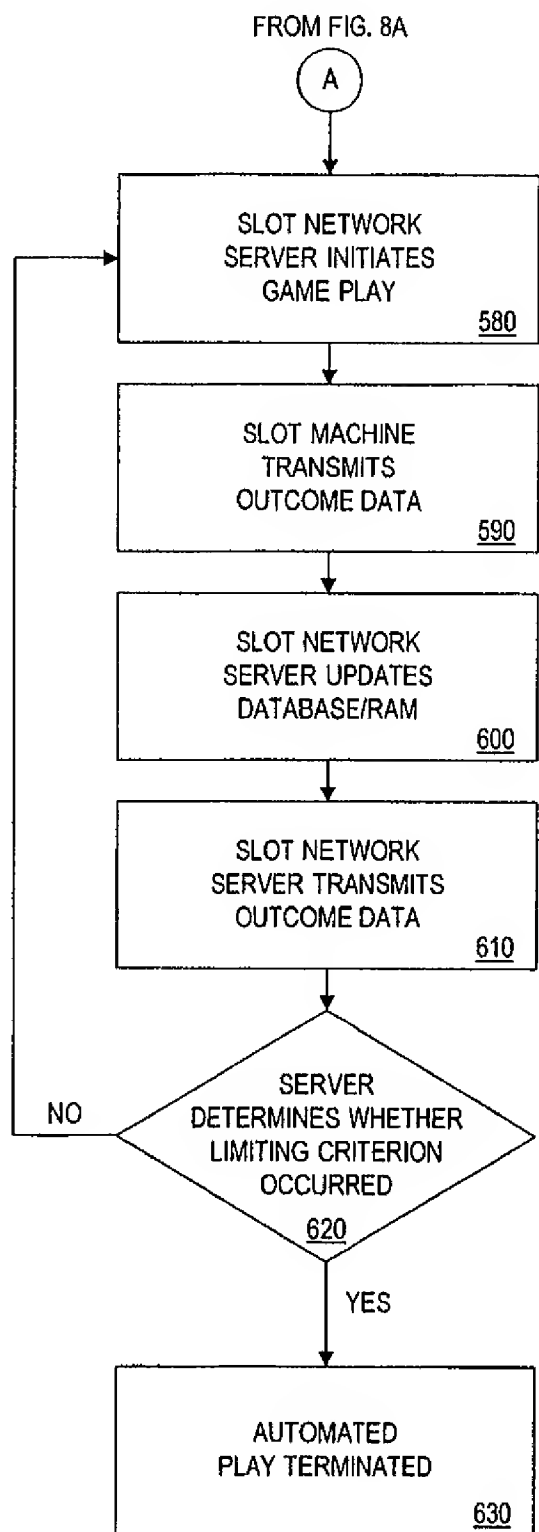 FROM FIG. 8A
A
SLOT NETWORK
SERVER INITIATES
GAME PLAY
580
SLOT MACHINE
TRANSMITS
OUTCOME DATA
590
SLOT NETWORK
SERVER UPDATES
DATABASE/RAM
600
SLOT NETWORK
SERVER TRANSMITS
OUTCOME DATA
610
SERVER
DETERMINES WHETHER
LIMITING CRITERION
OCCURRED
620
NO
YES
AUTOMATED
PLAY TERMINATED
630